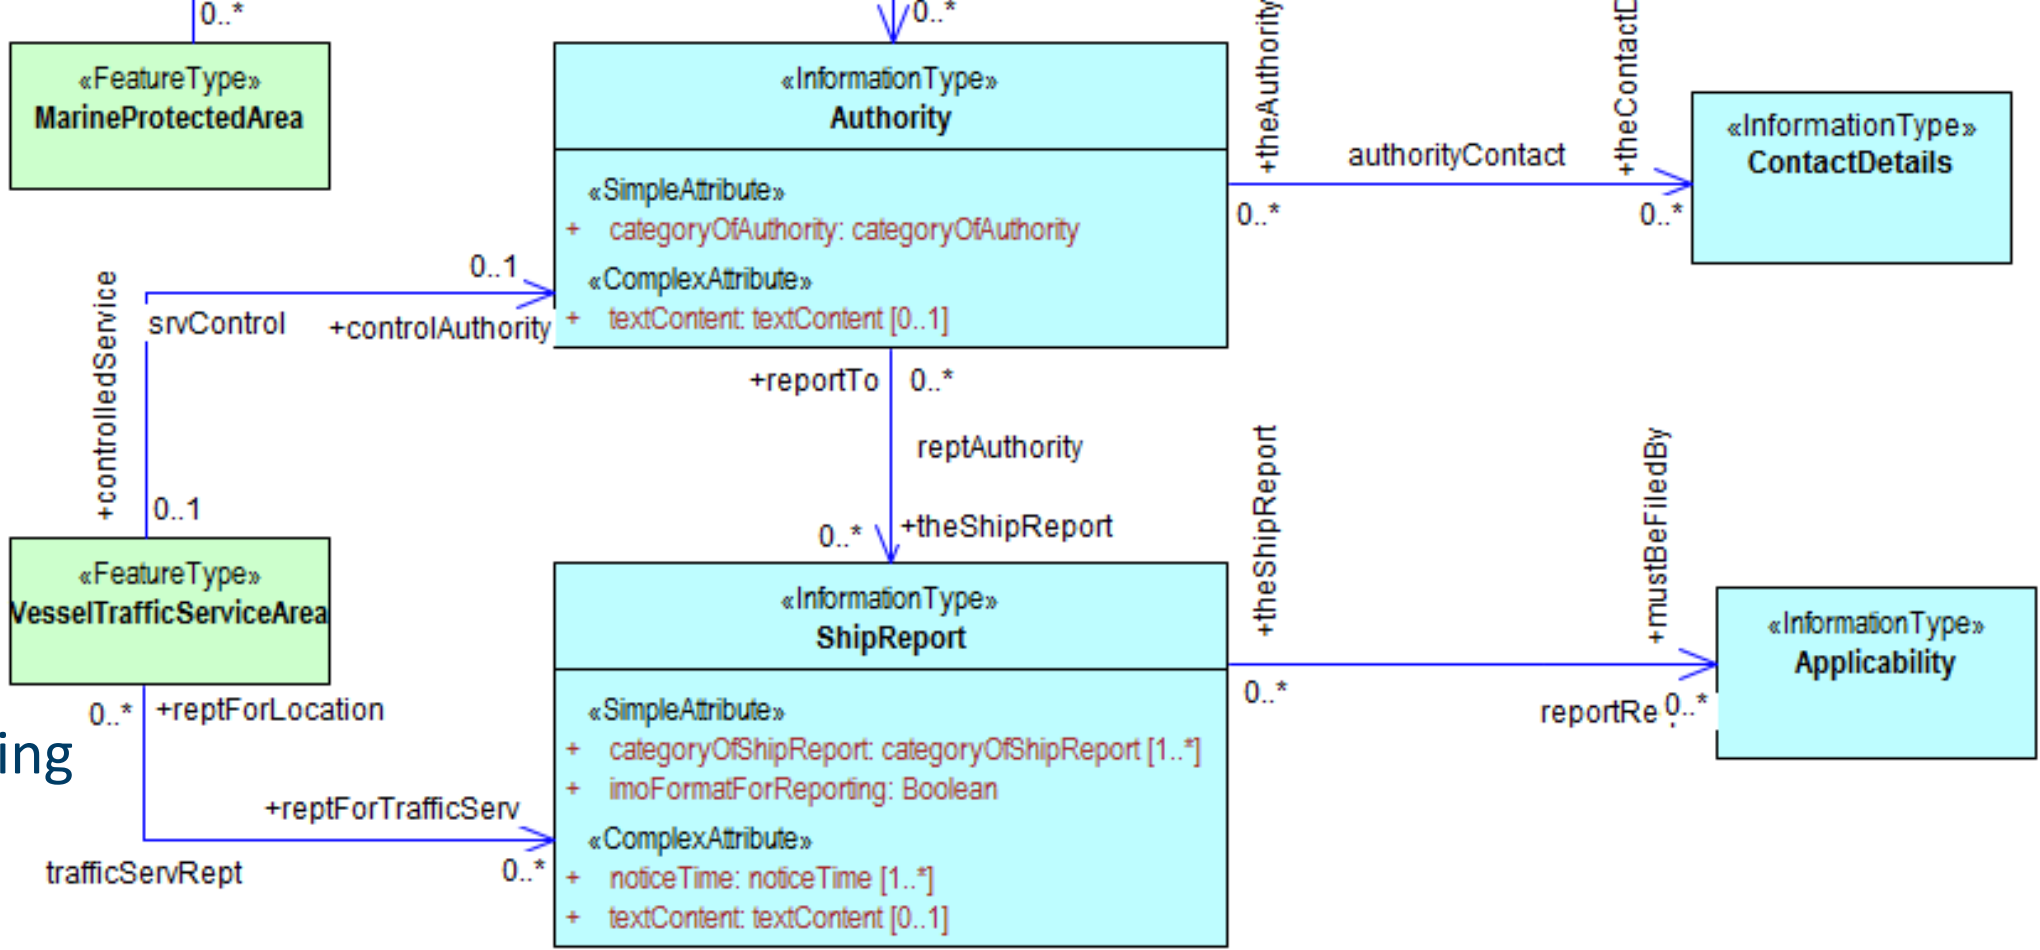 0..*
0..*
«FeatureType»
MarineProtectedArea
«InformationType»
Authority
«SimpleAttribute»
+ categoryOfAuthority: categoryOfAuthority
«ComplexAttribute»
+ textContent: textContent [0..1]
+theAuthority
authorityContact
+theContactD
0..*
0..*
«InformationType»
ContactDetails
0..1
srvControl
+controlAuthority
+controlledService
0..1
+reportTo
0..*
reptAuthority
0..*
+theShipReport
«FeatureType»
VesselTrafficServiceArea
0..*
+reptForLocation
ing
+reptForTrafficServ
trafficServRept
0..*
«InformationType»
ShipReport
«SimpleAttribute»
+ categoryOfShipReport: categoryOfShipReport [1..*]
+ imoFormatForReporting: Boolean
«ComplexAttribute»
+ noticeTime: noticeTime [1..*]
+ textContent: textContent [0..1]
+theShipReport
+mustBeFiledBy
0..*
reportRe
0..*
«InformationType»
Applicability